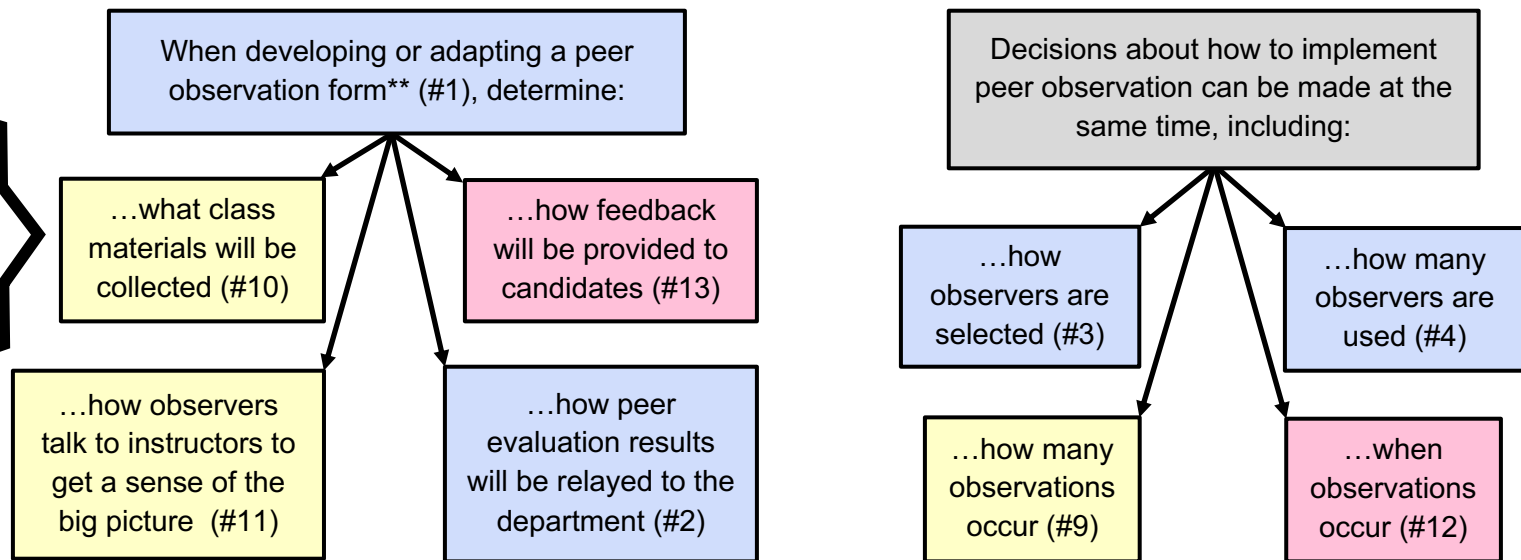 When developing or adapting a peer
observation form** (#1), determine:
…what class
materials will be
collected (#10)
…how feedback
will be provided to
candidates (#13)
…how observers
talk to instructors to
get a sense of the
big picture  (#11)
…how peer
evaluation results
will be relayed to the
department (#2)
Decisions about how to implement
peer observation can be made at the
same time, including:
…how
observers are
selected (#3)
…how many
observers are
used (#4)
…how many
observations
occur (#9)
…when
observations
occur (#12)